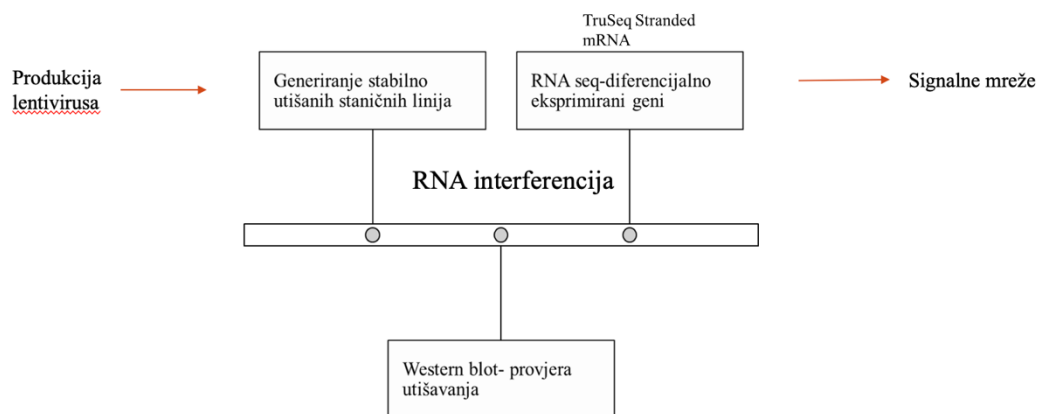 Produkcija
lentivirusa
Generiranje stabilno
utišanih staničnih linija
TruSeq Stranded
mRNA
RNA seq-diferencijalno
eksprimirani geni
Signalne mreže
RNA interferencija
Western blot- provjera
utišavanja